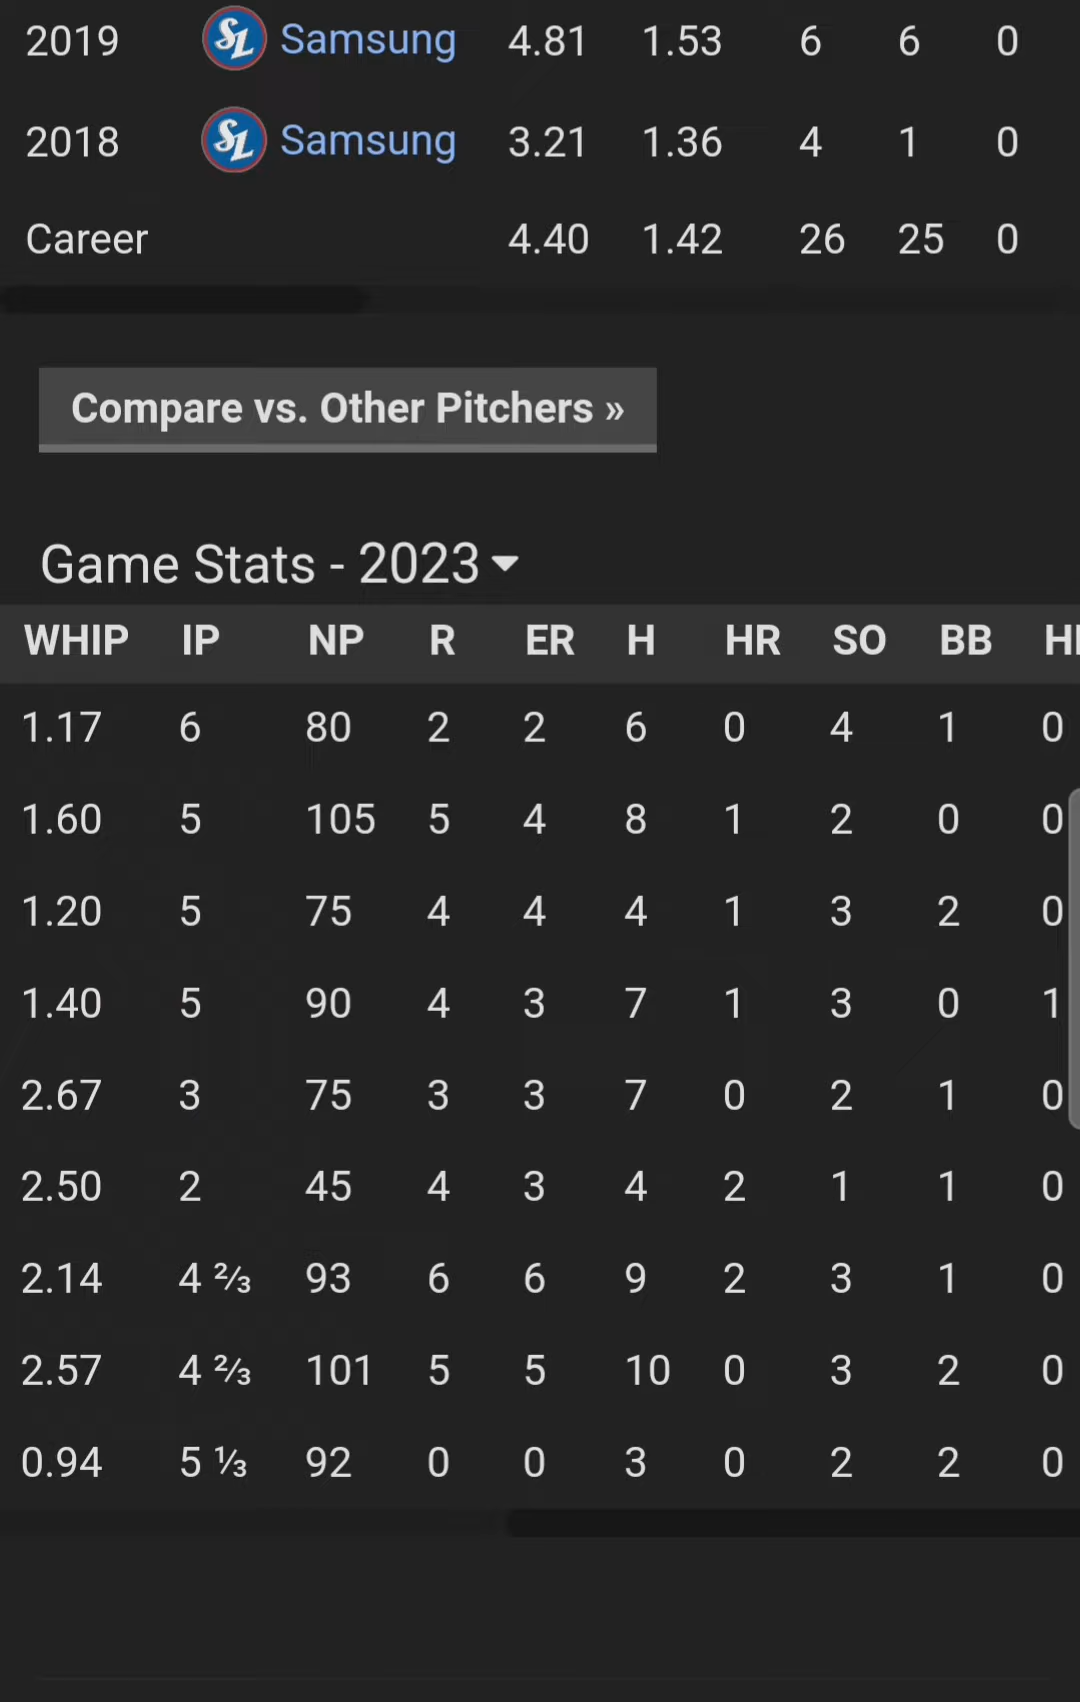 2019 SL Samsung 4.81 1.53 6 6 0
2018 SL Samsung 3.21 1.36 4 1 0
Career 4.40 1.42 26 25 0
Compare vs. Other Pitchers »
Game Stats - 2023
WHIP IP NP R ER H HR SO BB
1.17 6 80 2 2 6 0 4 1 0
1.60 5 105 5 4 8 1 2 0 0
1.20 5 75 4 4 4 1 3 2 0
1.40 5 90 4 3 7 1 3 0 1
2.67 3 75 3 3 7 0 2 1 0
2.50 2 45 4 3 4 2 1 1 0
2.14 4 ⅔ 93 6 6 9 2 3 1 0
2.57 4 ⅔ 101 5 5 10 0 3 2 0
0.94 5 ⅓ 92 0 0 3 0 2 2 0